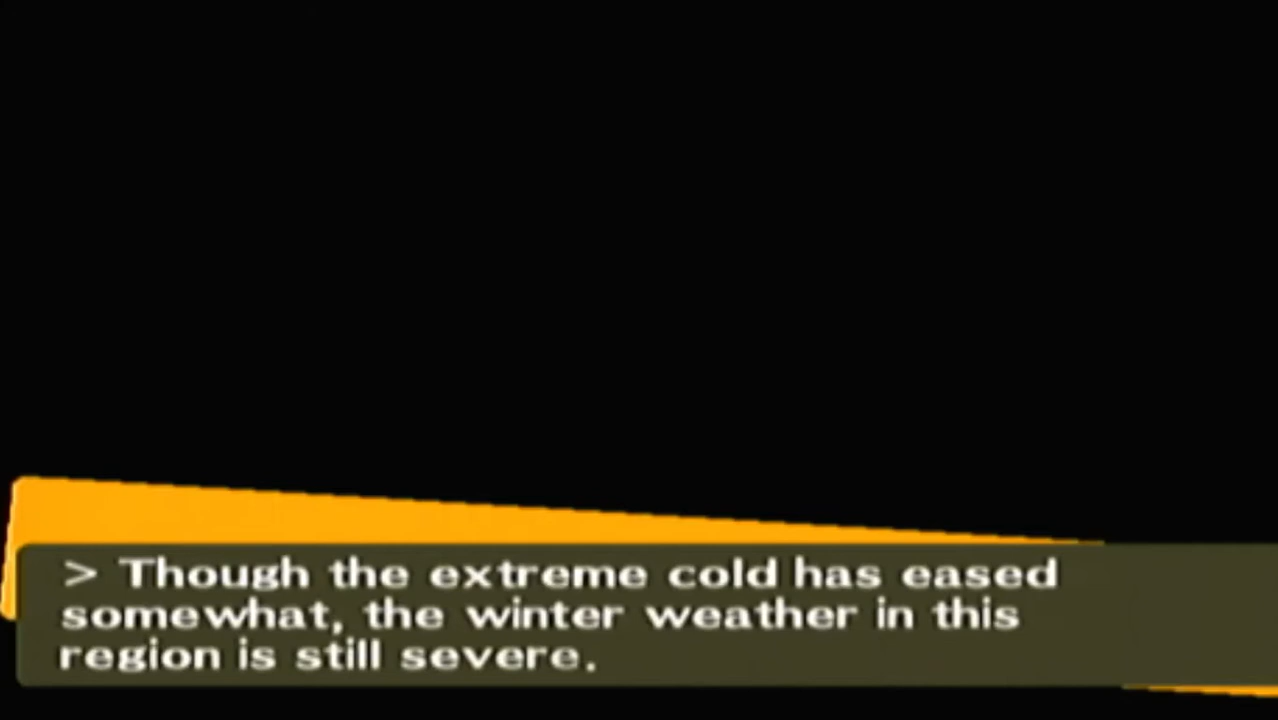 > Though the extreme cold has eased
somewhat, the winter weather in this
region is still severe.